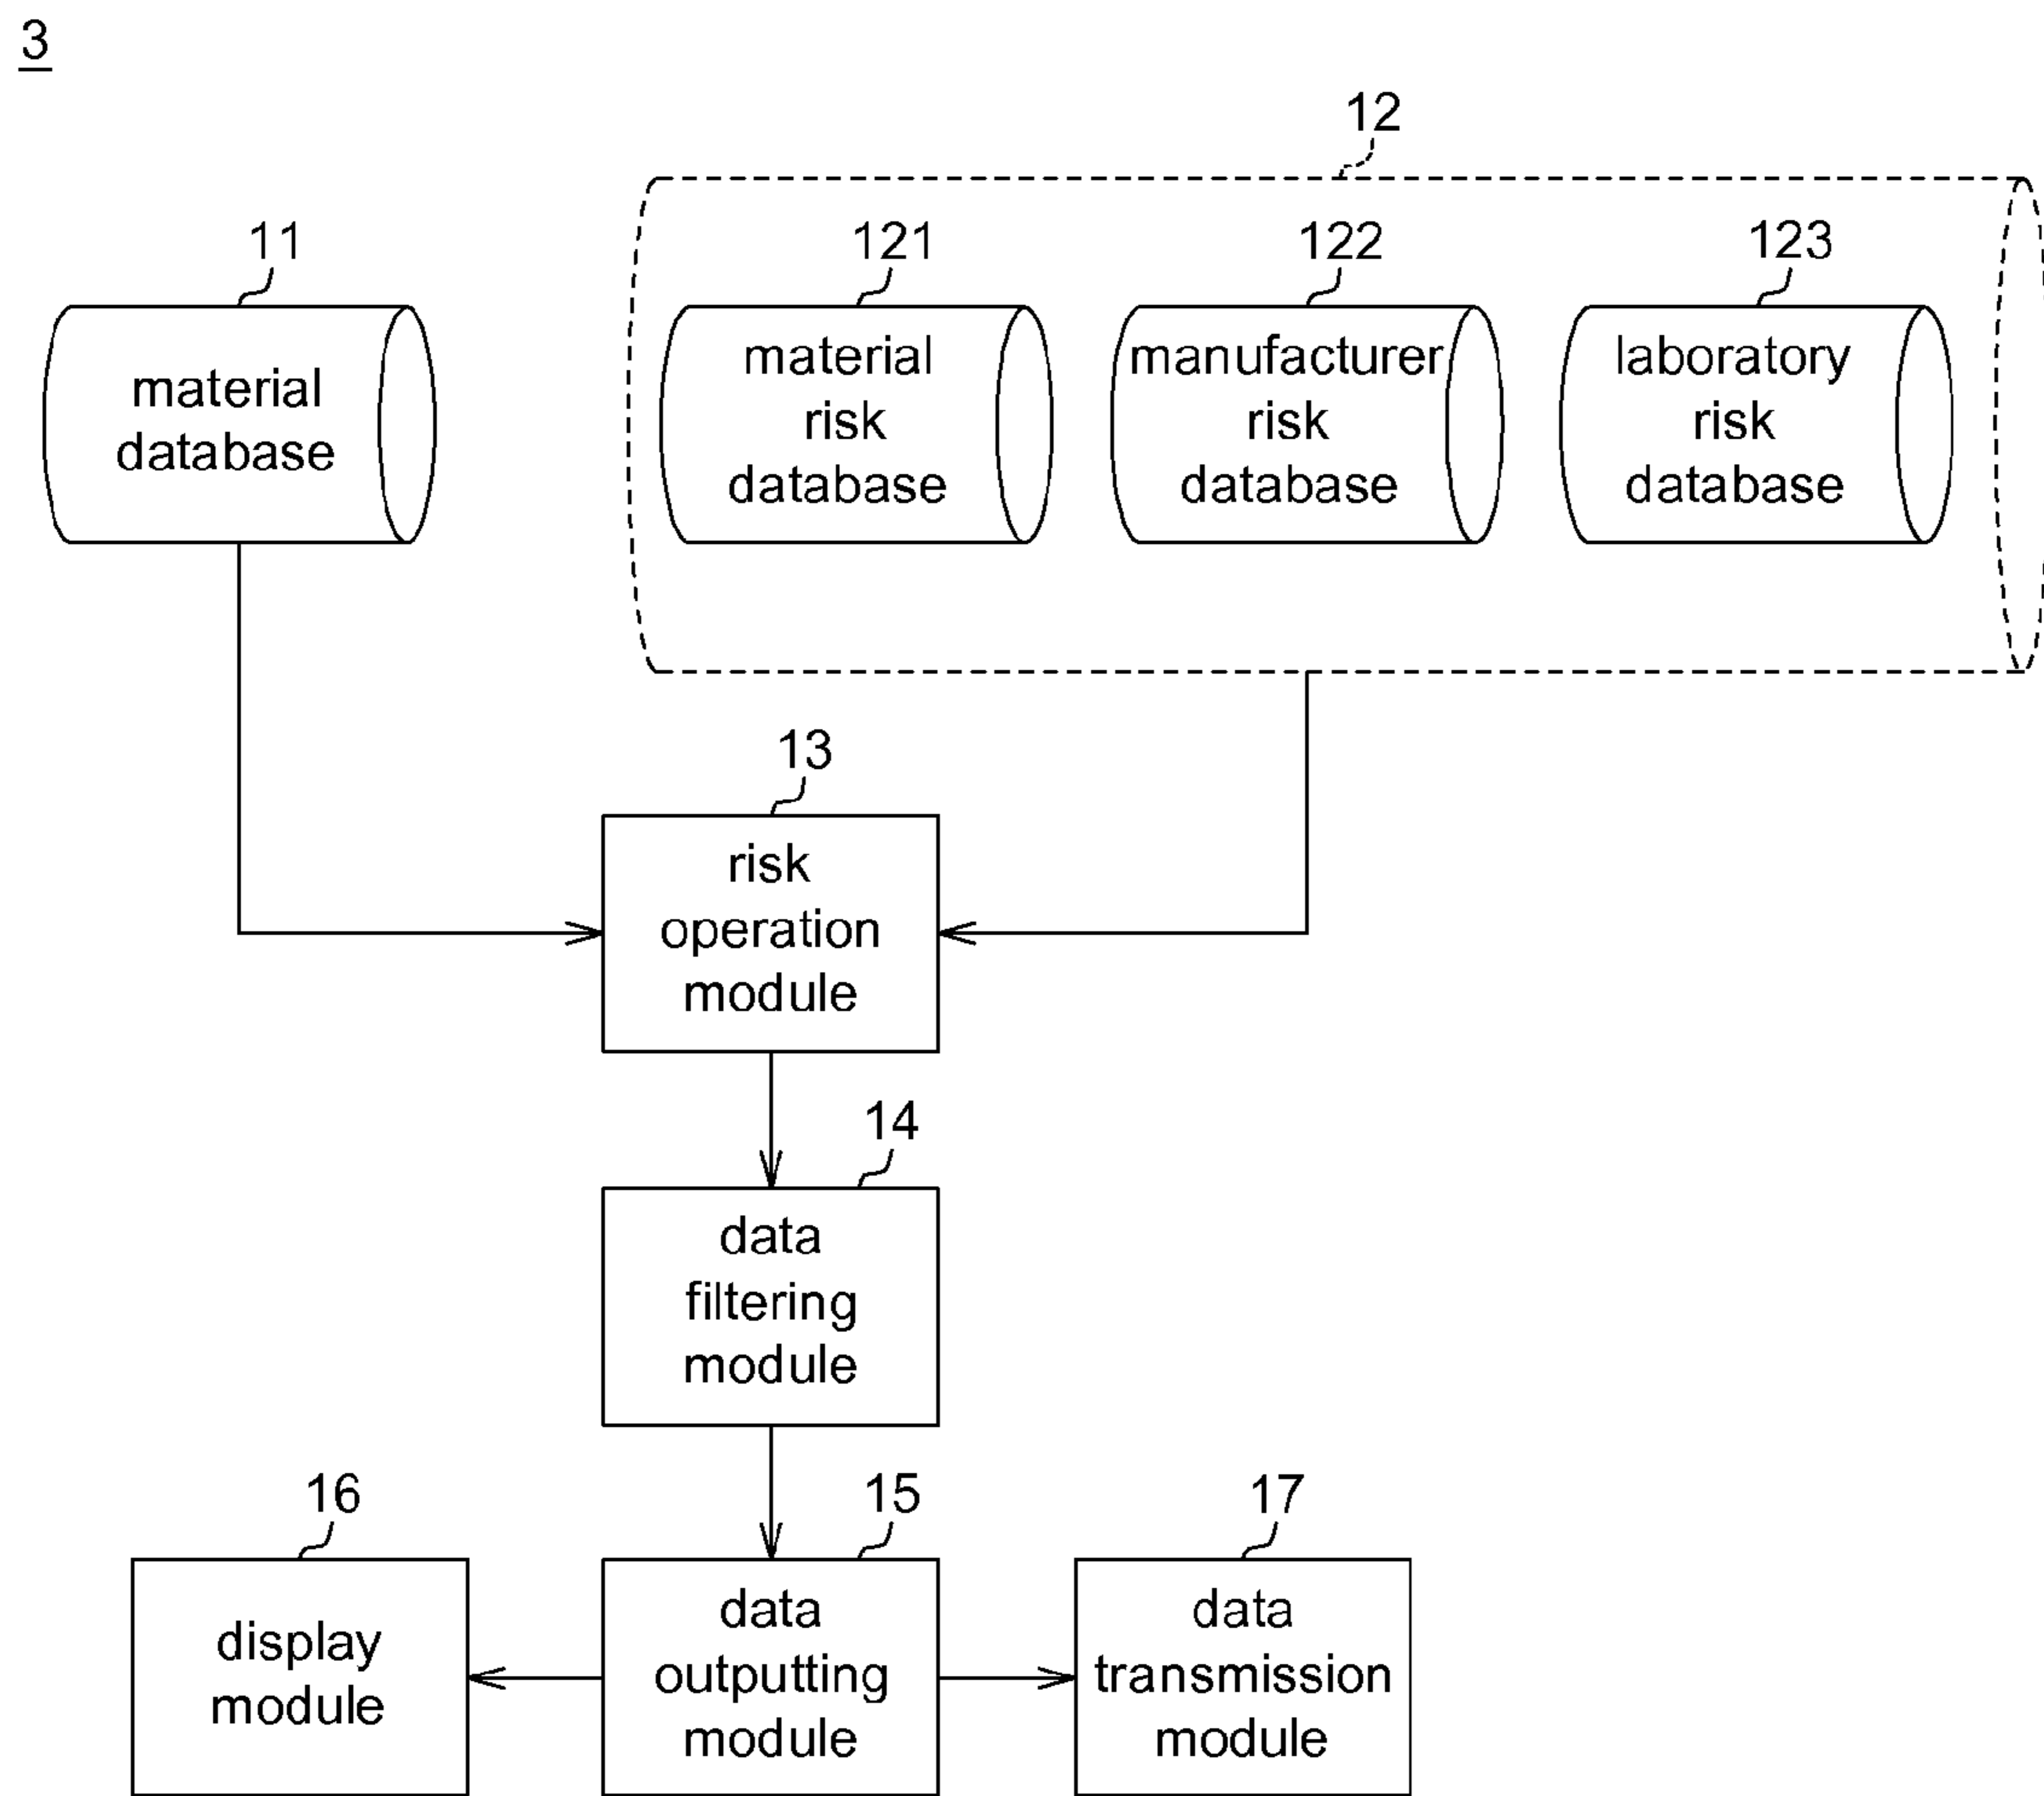 3
12
11
121
122
123
material
database
material
risk
database
manufacturer
risk
database
laboratory
risk
database
13
risk
operation
module
14
data
filtering
module
16
15
17
display
module
data
outputting
module
data
transmission
module